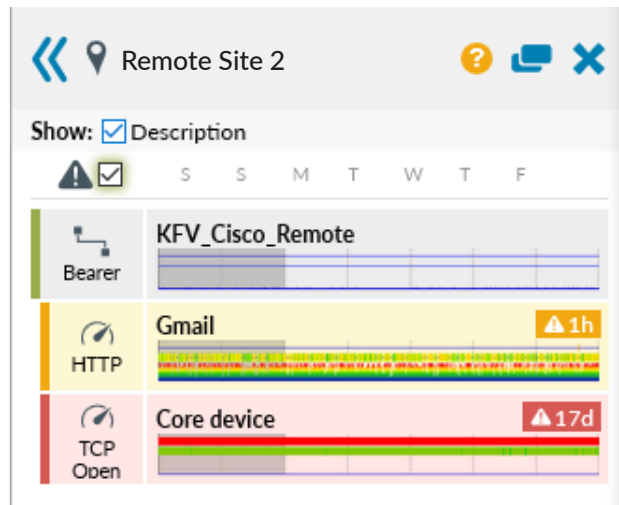 Remote Site 2
?
Show: Description
S S M T W T F
KFV_Cisco_Remote
Bearer
Gmail
1h
HTTP
Core device
17d
TCP
Open